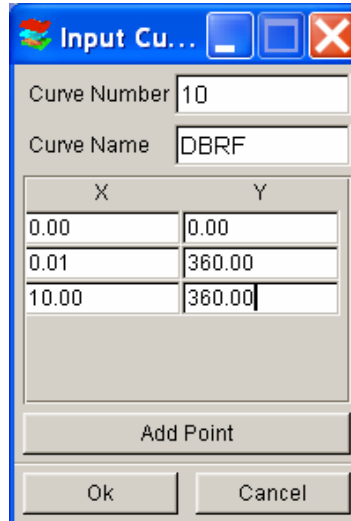 Input Cu...
Curve Number 10
Curve Name DBRF
X Y
0.00 0.00
0.01 360.00
10.00 360.00
Add Point
Ok Cancel